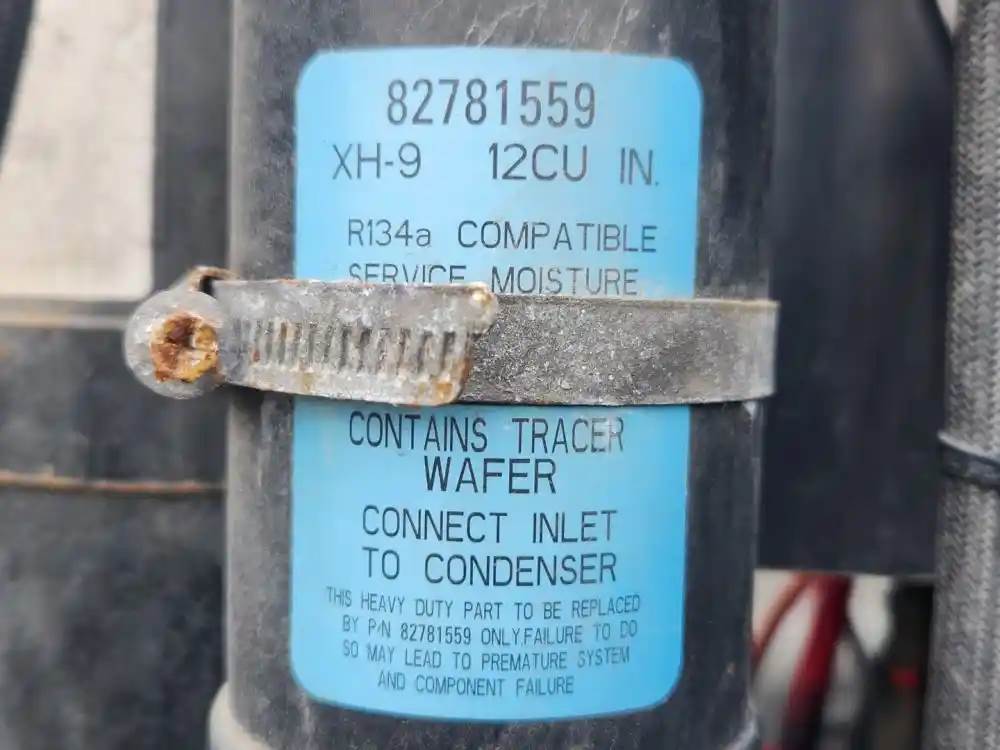 82781559
XH-9 12CU IN.
R134a COMPATIBLE
SERVICE MOISTURE
CONTAINS TRACER
WAFER
CONNECT INLET
TO CONDENSER
THIS HEAVY DUTY PART TO BE REPLACED
BY P/N 82781559 ONLY.FAILURE TO DO
SO MAY LEAD TO PREMATURE SYSTEM
AND COMPONENT FAILURE